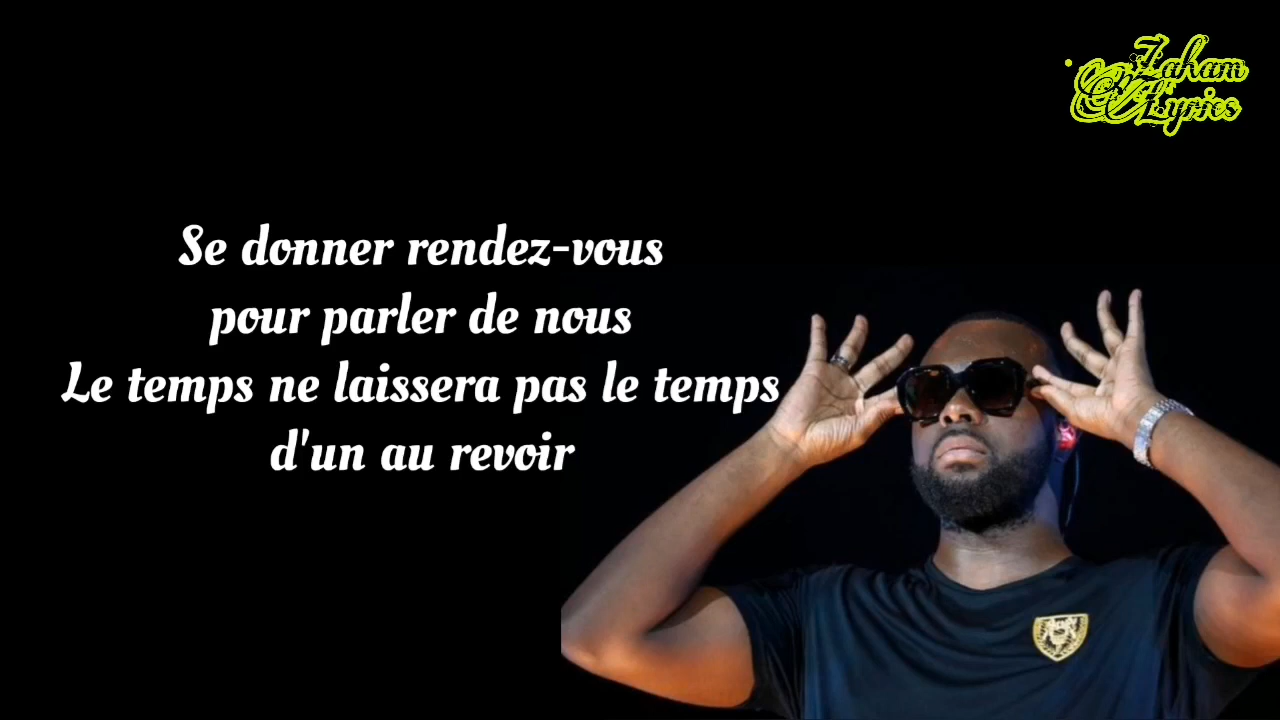 Zaham
Lyrics
Se donner rendez-vous
pour parler de nous
Le temps ne laissera pas le temps
d'un au revoir